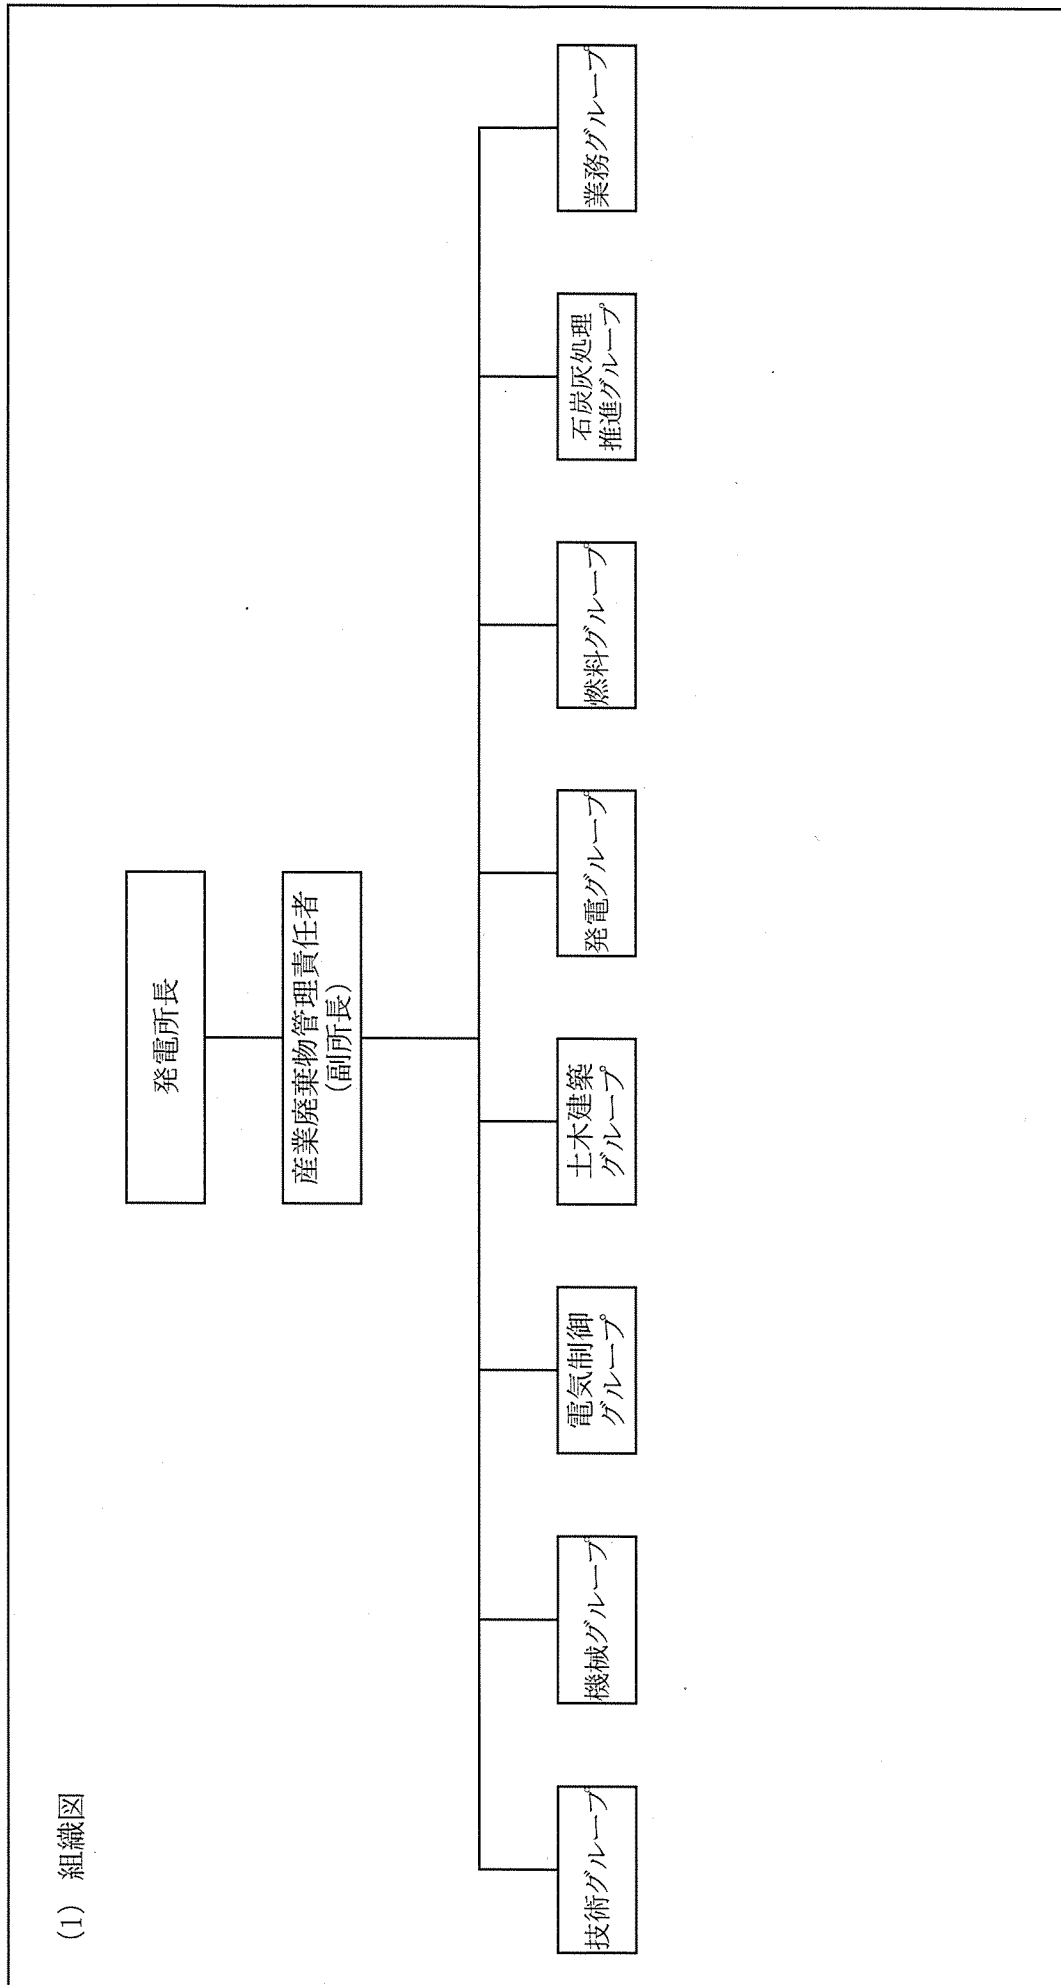 (1) 組織図
発電所長
産業廃棄物管理責任者
(副所長)
技術グループ
機械グループ
電気制御
グループ
土木建築
グループ
発電グループ
燃料グループ
石炭灰処理
推進グループ
業務グループ